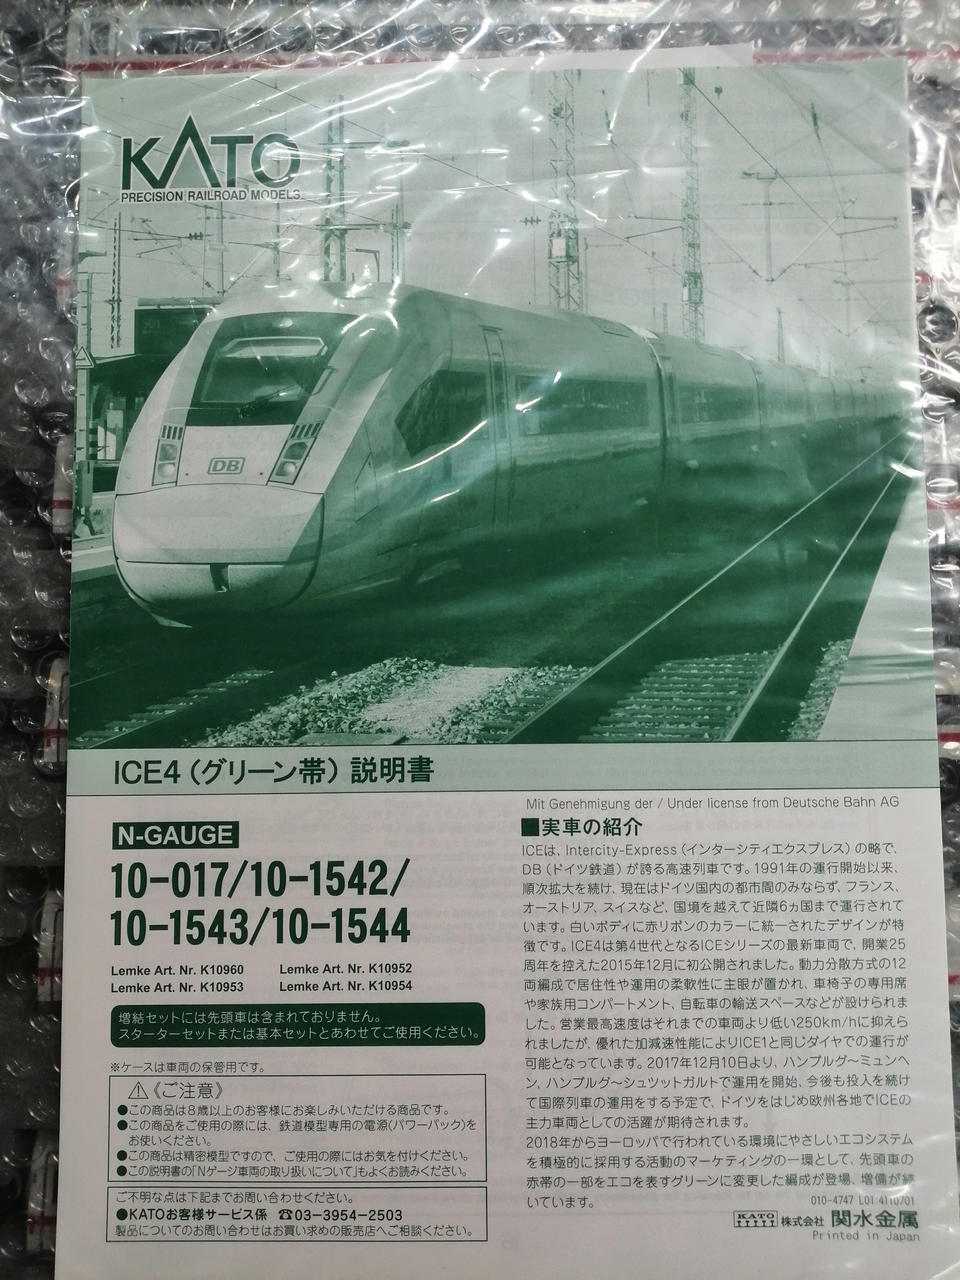 KATO
PRECISION RAILROAD MODELS
DB
ICE4（グリーン帯）説明書
Mit Genehmigung der / Under license from Deutsche Bahn AG
N-GAUGE
10-017/10-1542/
10-1543/10-1544
Lemke Art. Nr. K10960 Lemke Art. Nr. K10952
Lemke Art. Nr. K10953 Lemke Art. Nr. K10954
増結セットには先頭車は含まれておりません。
スターターセットまたは基本セットとあわせてご使用ください。
※ケースは車両の保管用です。
⚠《ご注意》
●この商品は8歳以上のお客様にお楽しみいただける商品です。
●この商品をご使用の際には、鉄道模型専用の電源(パワーパック)を
お使いください。
●この商品は精密模型ですので、ご使用の際にはお気を付けください。
●この説明書の「Nゲージ車両の取り扱いについて」もよくお読みください。
ご不明な点は下記までお問い合わせください。
●KATOお客様サービス係 ☎03-3954-2503
製品についてのお問い合わせはお買い求めの販売店へご相談ください。
■実車の紹介
ICEは、Intercity-Express（インターシティエクスプレス）の略で、
DB（ドイツ鉄道）が誇る高速列車です。1991年の運行開始以来、
順次拡大を続け、現在はドイツ国内の都市間のみならず、フランス、
オーストリア、スイスなど、国境を越えて近隣6ヵ国まで運行されて
います。白いボディに赤リボンのカラーに統一されたデザインが特
徴です。ICE4は第4世代となるICEシリーズの最新車両で、開業25
周年を控えた2015年12月に初公開されました。動力分散方式の12
両編成で居住性や運用の柔軟性に主眼が置かれ、車椅子の専用席
や家族用コンパートメント、自転車の輸送スペースなどが設けられま
した。営業最高速度はそれまでの車両より低い250km/hに抑えら
れましたが、優れた加減速性能によりICE1と同じダイヤでの運行が
可能となっています。2017年12月10日より、ハンブルグ〜ミュンヘ
ン、ハンブルグ〜シュツットガルトで運用を開始、今後も投入を続け
て国際列車の運用をする予定で、ドイツをはじめ欧州各地でICEの
主力車両としての活躍が期待されます。
2018年からヨーロッパで行われている環境にやさしいエコシステム
を積極的に採用する活動のマーケティングの一環として、先頭車の
赤帯の一部をエコを表すグリーンに変更した編成が登場、増備が続
いています。
010-4747 L01:4110701
KATO 株式会社 関水金属
Printed in Japan